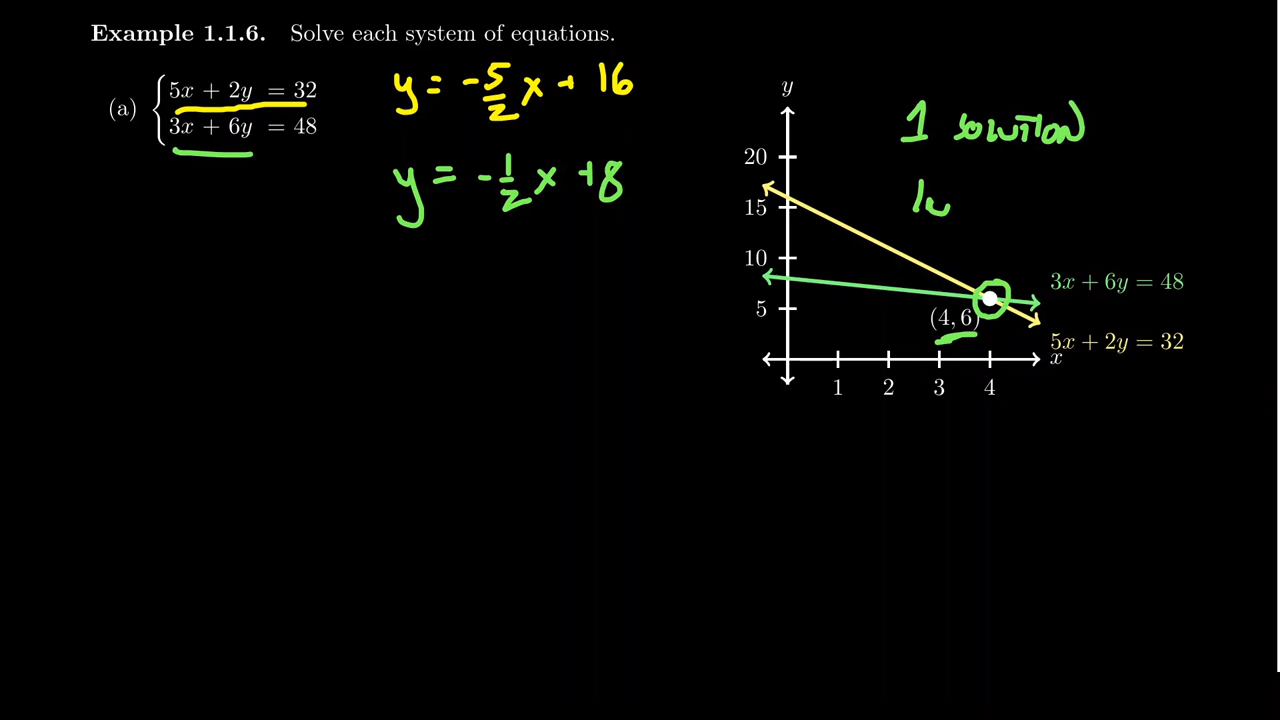 Example 1.1.6. Solve each system of equations.
(a) { 5x + 2y = 32
3x + 6y = 48
y = -5/2 x + 16
y = -1/2 x + 8
1 SOLUTION
y
20
15
10
5
(4, 6)
3x + 6y = 48
5x + 2y = 32
x
1 2 3 4